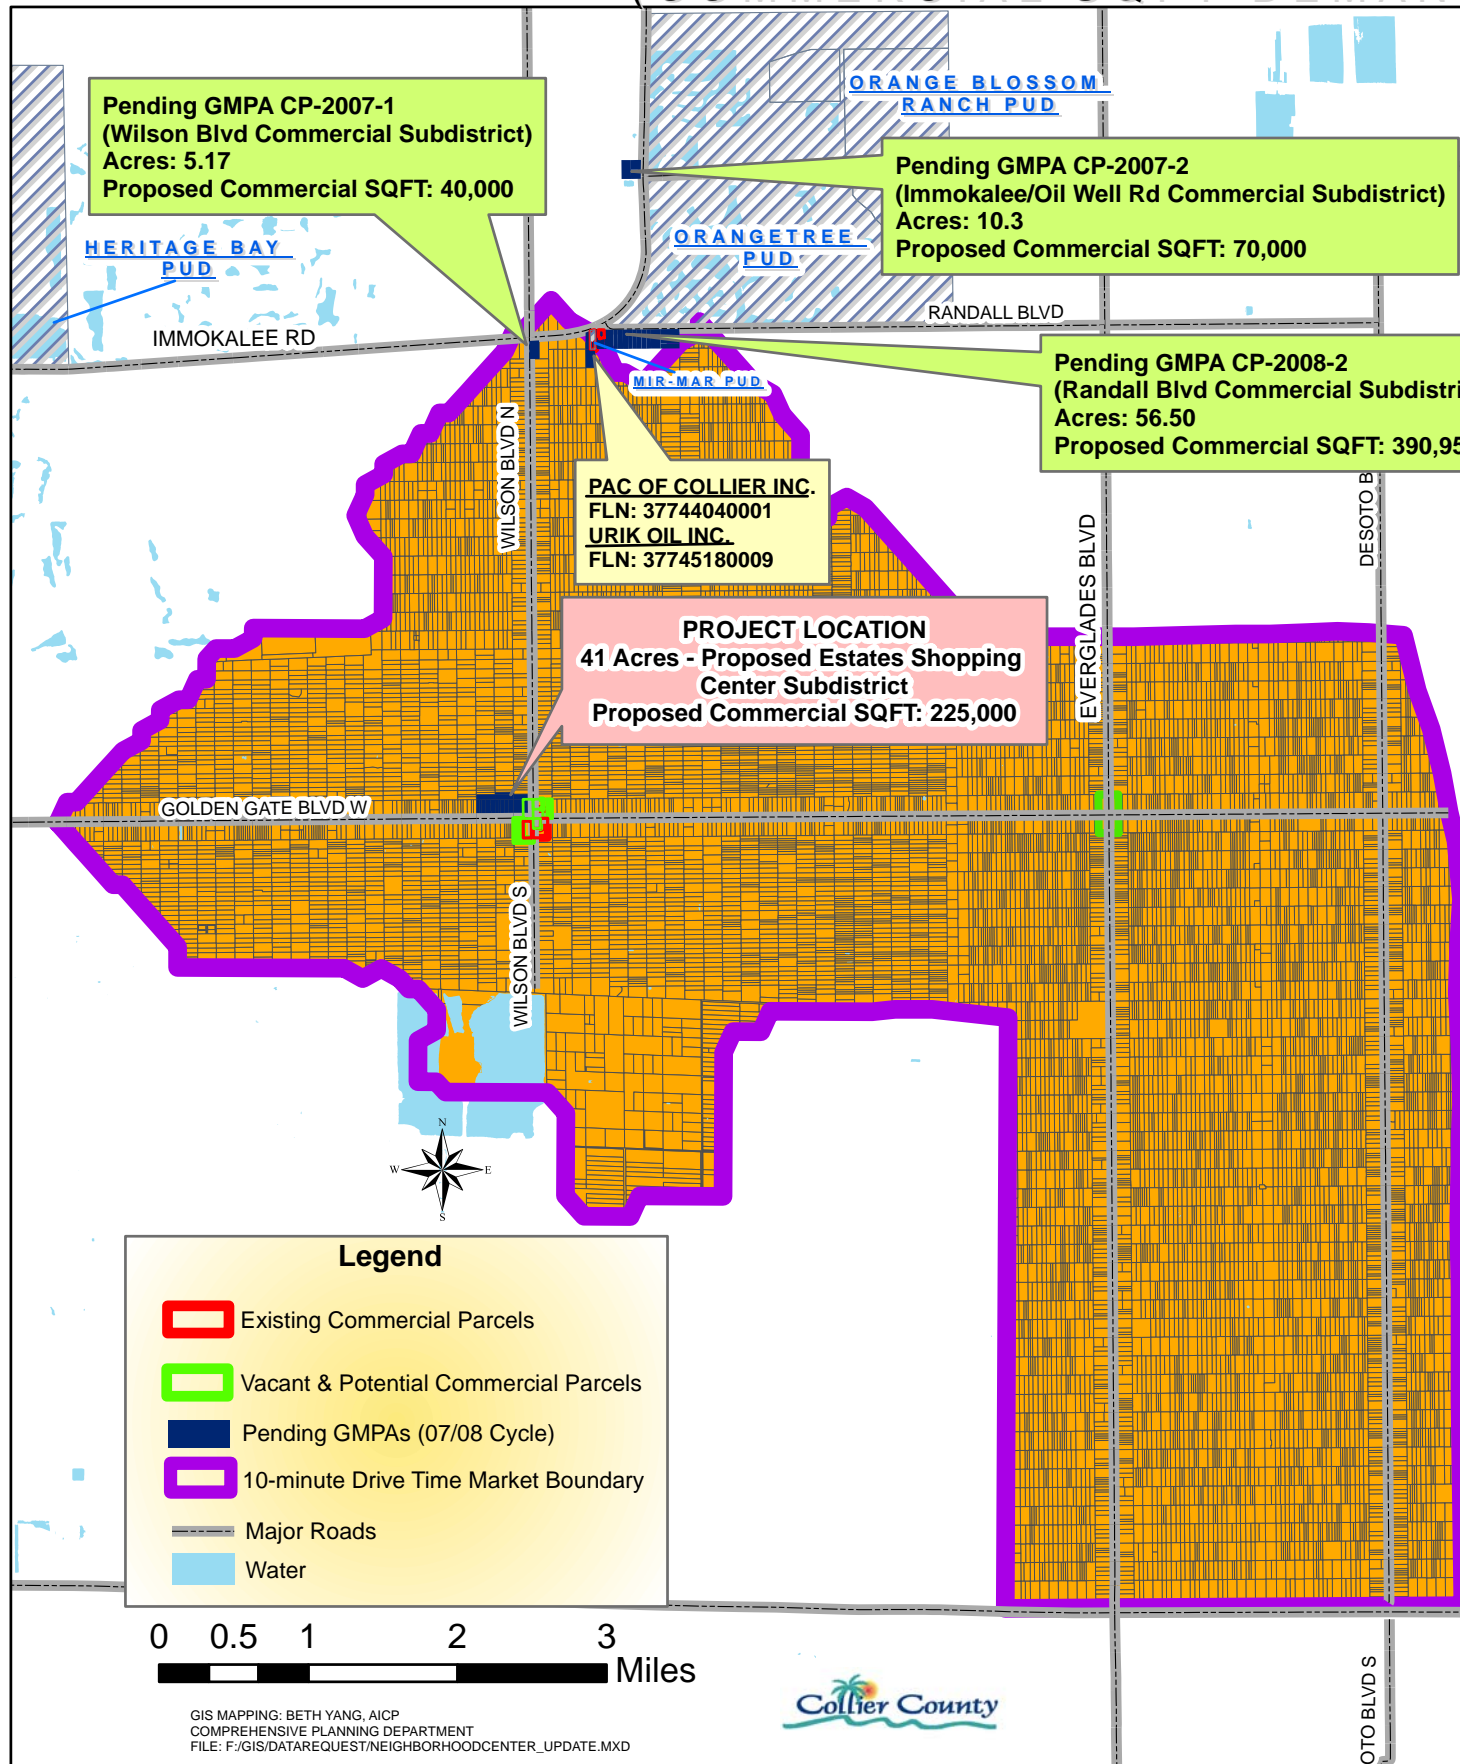 Pending GMPA CP-2007-1
(Wilson Blvd Commercial Subdistrict)
Acres: 5.17
Proposed Commercial SQFT: 40,000
ORANGE BLOSSOM
RANCH PUD
Pending GMPA CP-2007-2
(Immokalee/Oil Well Rd Commercial Subdistrict)
Acres: 10.3
Proposed Commercial SQFT: 70,000
HERITAGE BAY
PUD
ORANGETREE
PUD
RANDALL BLVD
IMMOKALEE RD
Pending GMPA CP-2008-2
(Randall Blvd Commercial Subdistri
Acres: 56.50
Proposed Commercial SQFT: 390,95
MIR-MAR PUD
WILSON BLVD N
PAC OF COLLIER INC.
FLN: 37744040001
URIK OIL INC.
FLN: 37745180009
EVERGLADES BLVD
DESOTO B
PROJECT LOCATION
41 Acres - Proposed Estates Shopping
Center Subdistrict
Proposed Commercial SQFT: 225,000
GOLDEN GATE BLVD W
WILSON BLVD S
N
W
E
S
Legend
Existing Commercial Parcels
Vacant & Potential Commercial Parcels
Pending GMPAs (07/08 Cycle)
10-minute Drive Time Market Boundary
Major Roads
Water
0 0.5 1 2 3
Miles
OTO BLVD S
Collier County
GIS MAPPING: BETH YANG, AICP
COMPREHENSIVE PLANNING DEPARTMENT
FILE: F:/GIS/DATAREQUEST/NEIGHBORHOODCENTER_UPDATE.MXD